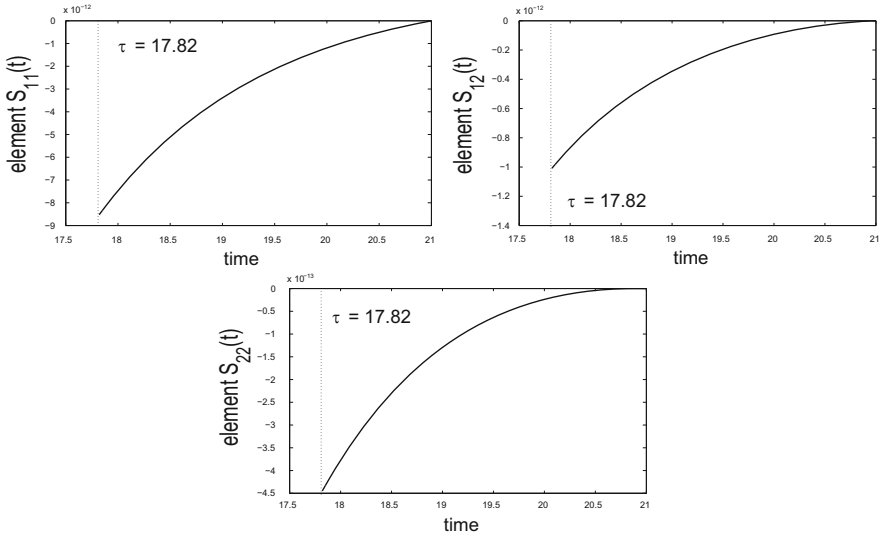 x 10⁻¹²
0
−1
−2
−3
−4
−5
−6
−7
−8
−9
element S₁₁(t)
τ = 17.82
17.5 18 18.5 19 19.5 20 20.5 21
time
x 10⁻¹²
0
−0.2
−0.4
−0.6
−0.8
−1
−1.2
−1.4
element S₁₂(t)
τ = 17.82
17.5 18 18.5 19 19.5 20 20.5 21
time
x 10⁻¹³
0
−0.5
−1
−1.5
−2
−2.5
−3
−3.5
−4
−4.5
element S₂₂(t)
τ = 17.82
17.5 18 18.5 19 19.5 20 20.5 21
time